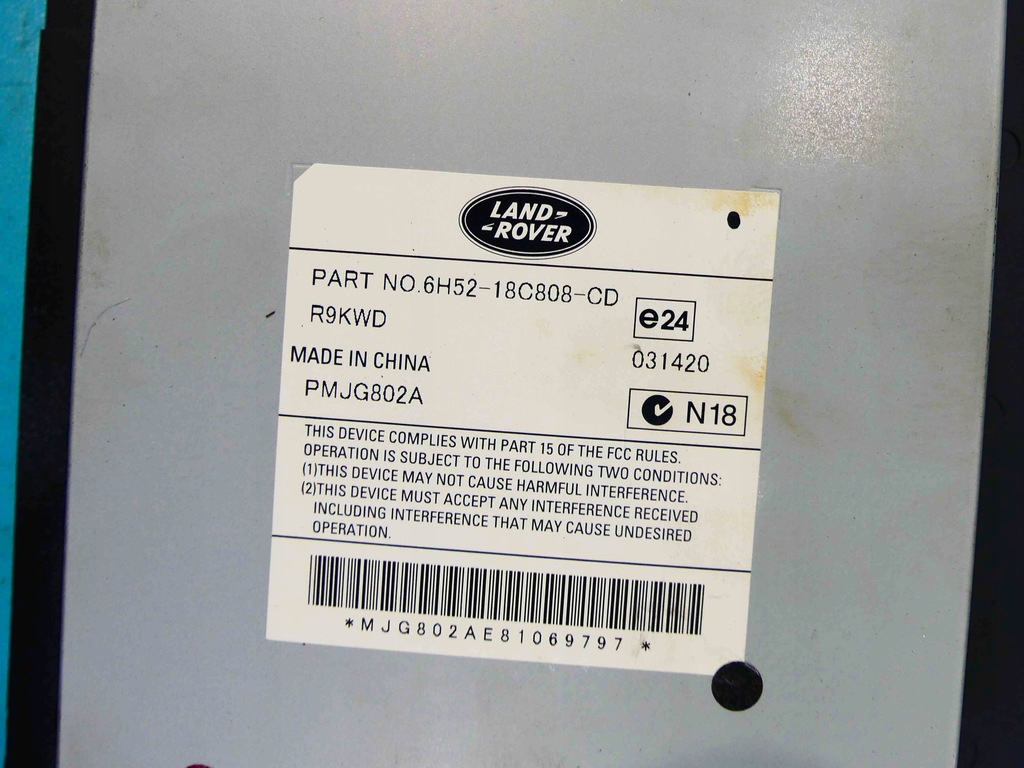 LAND-
-ROVER
PART NO.6H52-18C808-CD
e24
R9KWD
031420
MADE IN CHINA
PMJG802A
N18
THIS DEVICE COMPLIES WITH PART 15 OF THE FCC RULES.
OPERATION IS SUBJECT TO THE FOLLOWING TWO CONDITIONS:
(1)THIS DEVICE MAY NOT CAUSE HARMFUL INTERFERENCE.
(2)THIS DEVICE MUST ACCEPT ANY INTERFERENCE RECEIVED
INCLUDING INTERFERENCE THAT MAY CAUSE UNDESIRED
OPERATION.
*MJG802AE81069797 *